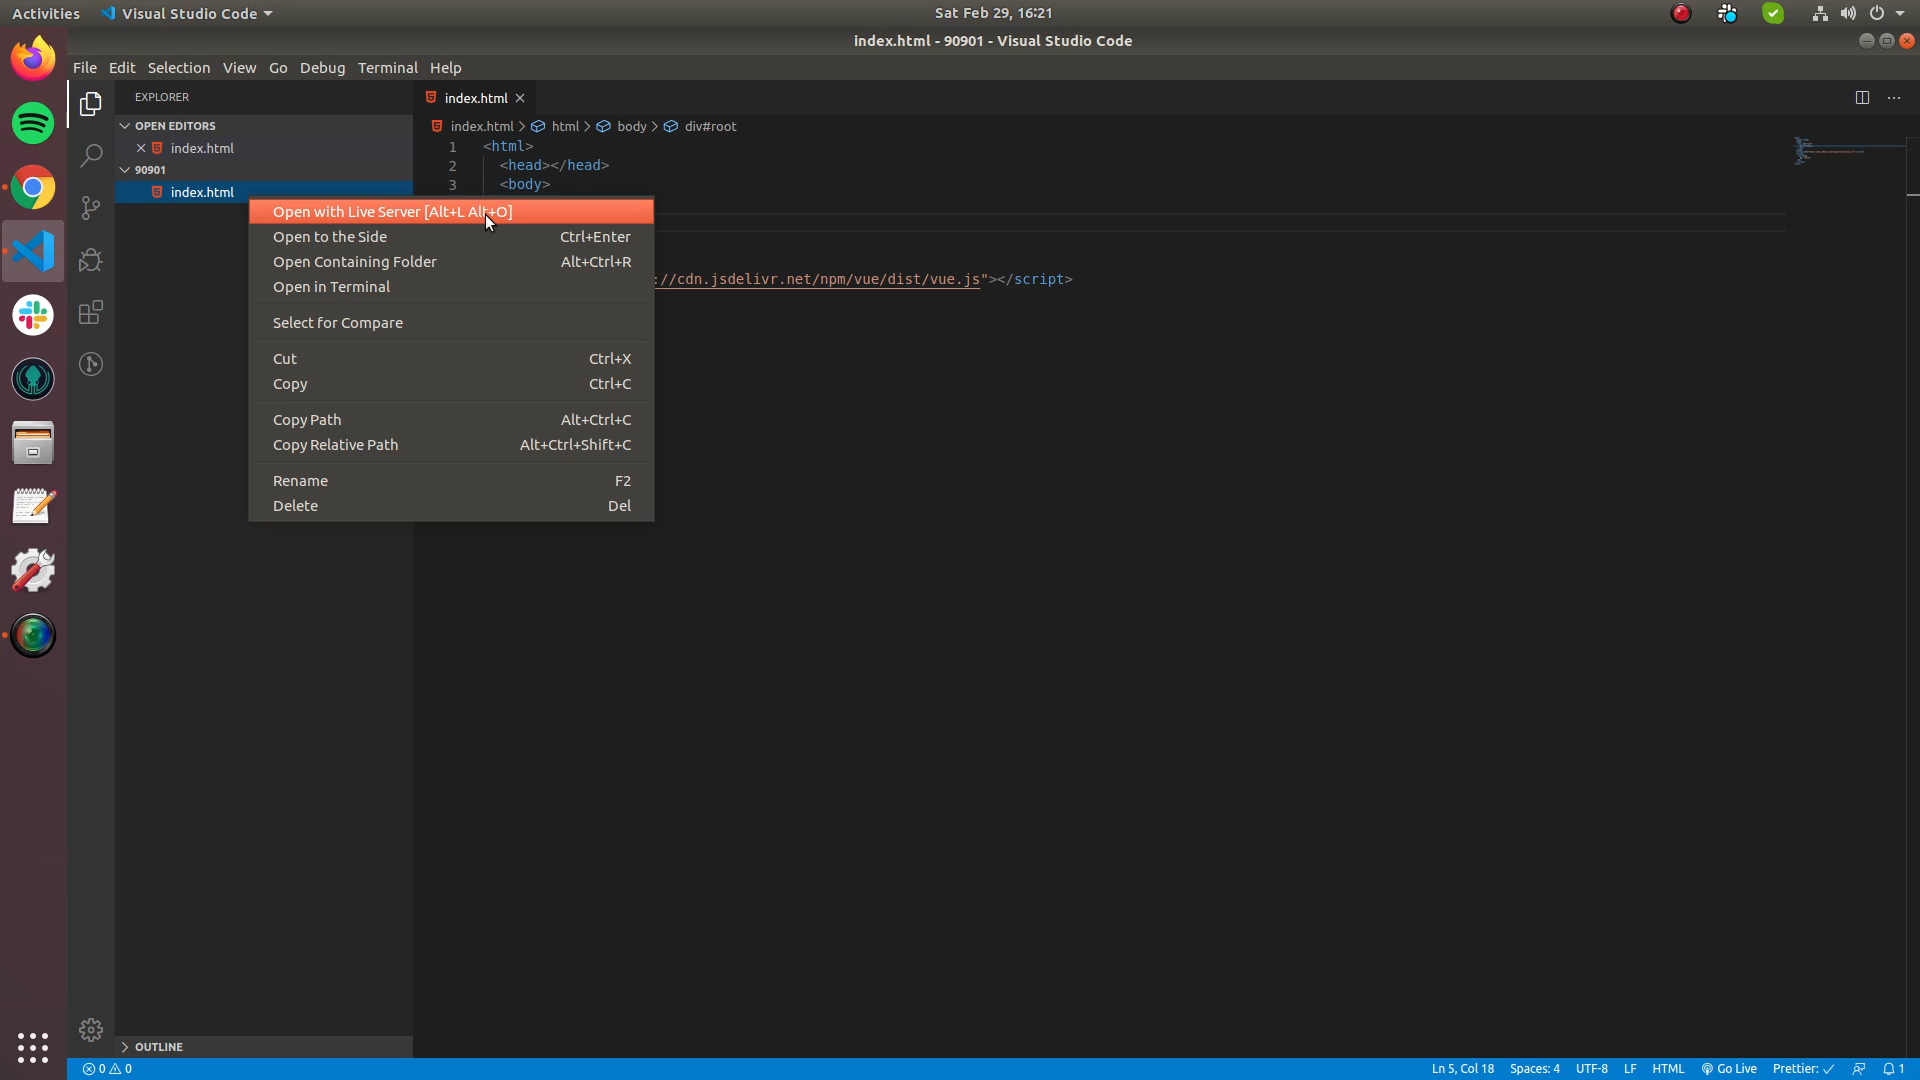 Activities Visual Studio Code Sat Feb 29, 16:21
index.html - 90901 - Visual Studio Code
File Edit Selection View Go Debug Terminal Help
EXPLORER
OPEN EDITORS
index.html
90901
index.html
index.html
index.html > html > body > div#root
1 <html>
2 <head></head>
3 <body>
://cdn.jsdelivr.net/npm/vue/dist/vue.js"></script>
Open with Live Server [Alt+L Alt+O]
Open to the Side Ctrl+Enter
Open Containing Folder Alt+Ctrl+R
Open in Terminal
Select for Compare
Cut Ctrl+X
Copy Ctrl+C
Copy Path Alt+Ctrl+C
Copy Relative Path Alt+Ctrl+Shift+C
Rename F2
Delete Del
OUTLINE
0 0 Ln 5, Col 18 Spaces: 4 UTF-8 LF HTML Go Live Prettier: ✓ 1